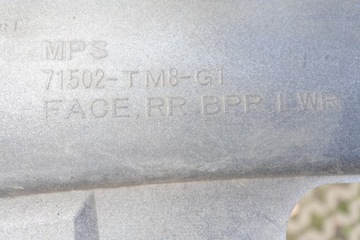 MPS
71502-TM8-G1
FACE, RR BPR LWR